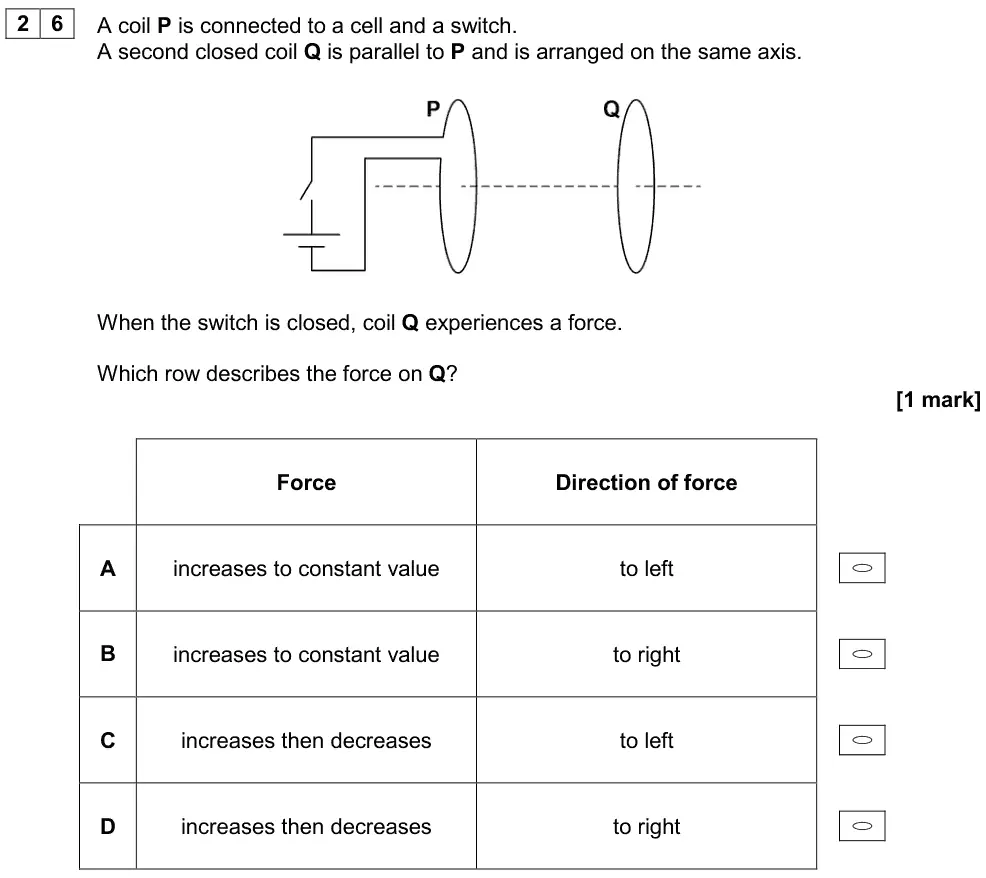 2 6 A coil P is connected to a cell and a switch.
A second closed coil Q is parallel to P and is arranged on the same axis.
P Q
When the switch is closed, coil Q experiences a force.
Which row describes the force on Q?
[1 mark]
Force Direction of force
A increases to constant value to left
B increases to constant value to right
C increases then decreases to left
D increases then decreases to right